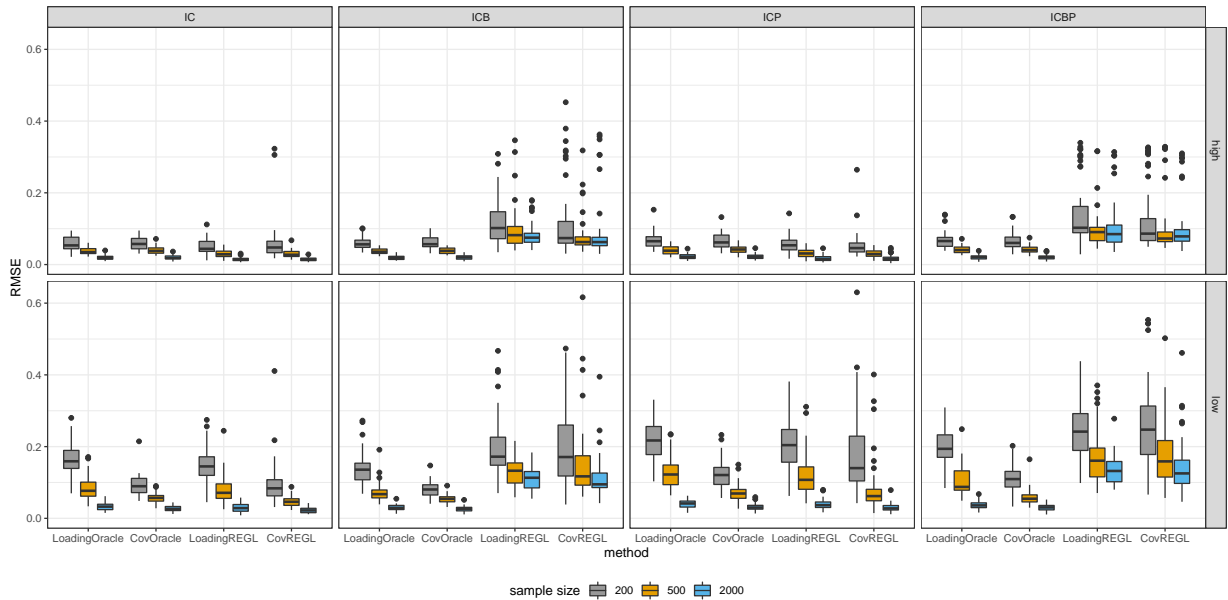 IC ICB ICP ICBP
0.6
0.4
0.2
0.0
high
RMSE
0.6
0.4
0.2
0.0
low
LoadingOracle CovOracle LoadingREGL CovREGL LoadingOracle CovOracle LoadingREGL CovREGL LoadingOracle CovOracle LoadingREGL CovREGL LoadingOracle CovOracle LoadingREGL CovREGL
method
sample size 200 500 2000